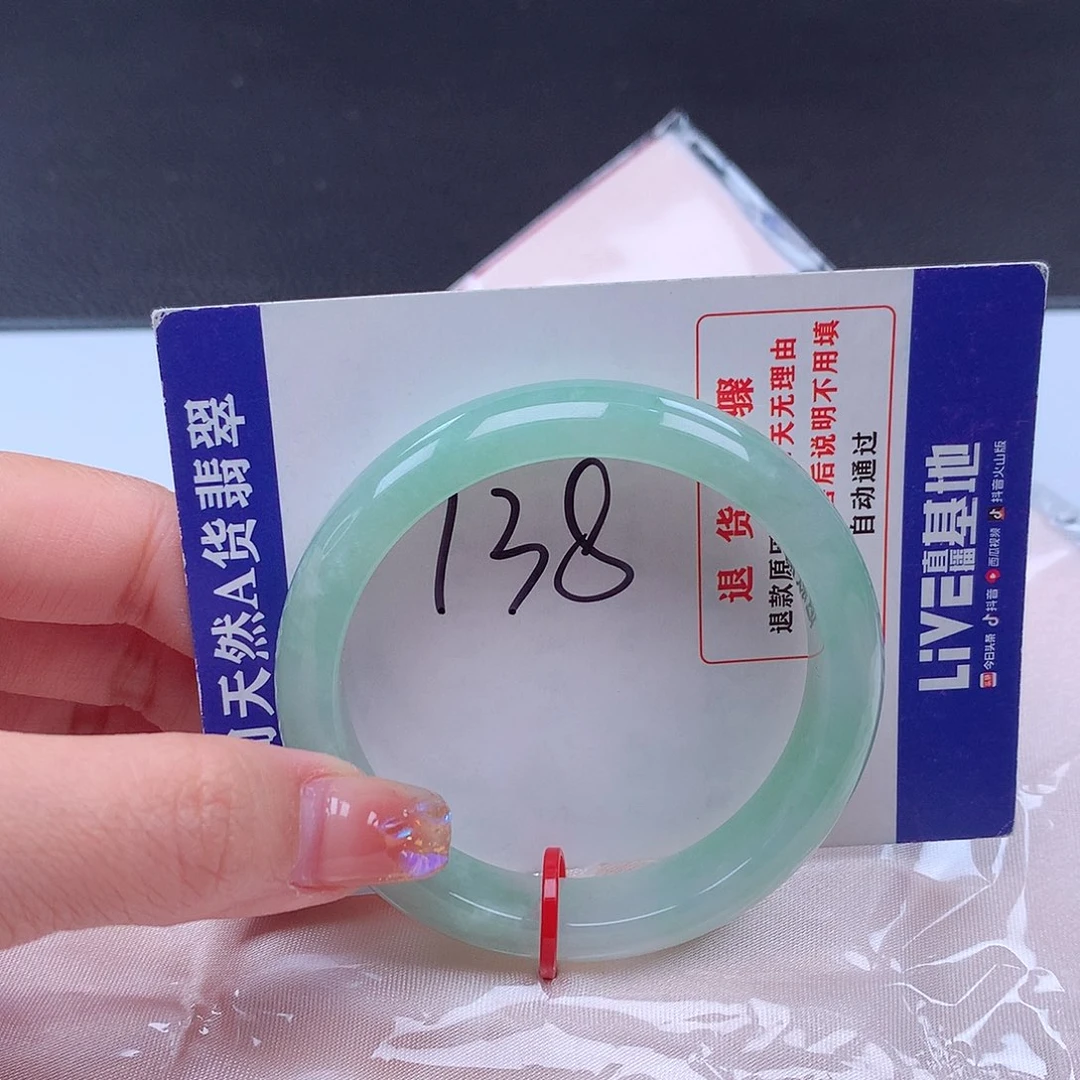 天然A货翡翠
138
退 货 骤
天无理由
退款原因
后说明不用填
自动通过
LiVE直播基地
今日头条 抖音 西瓜视频 抖音火山版